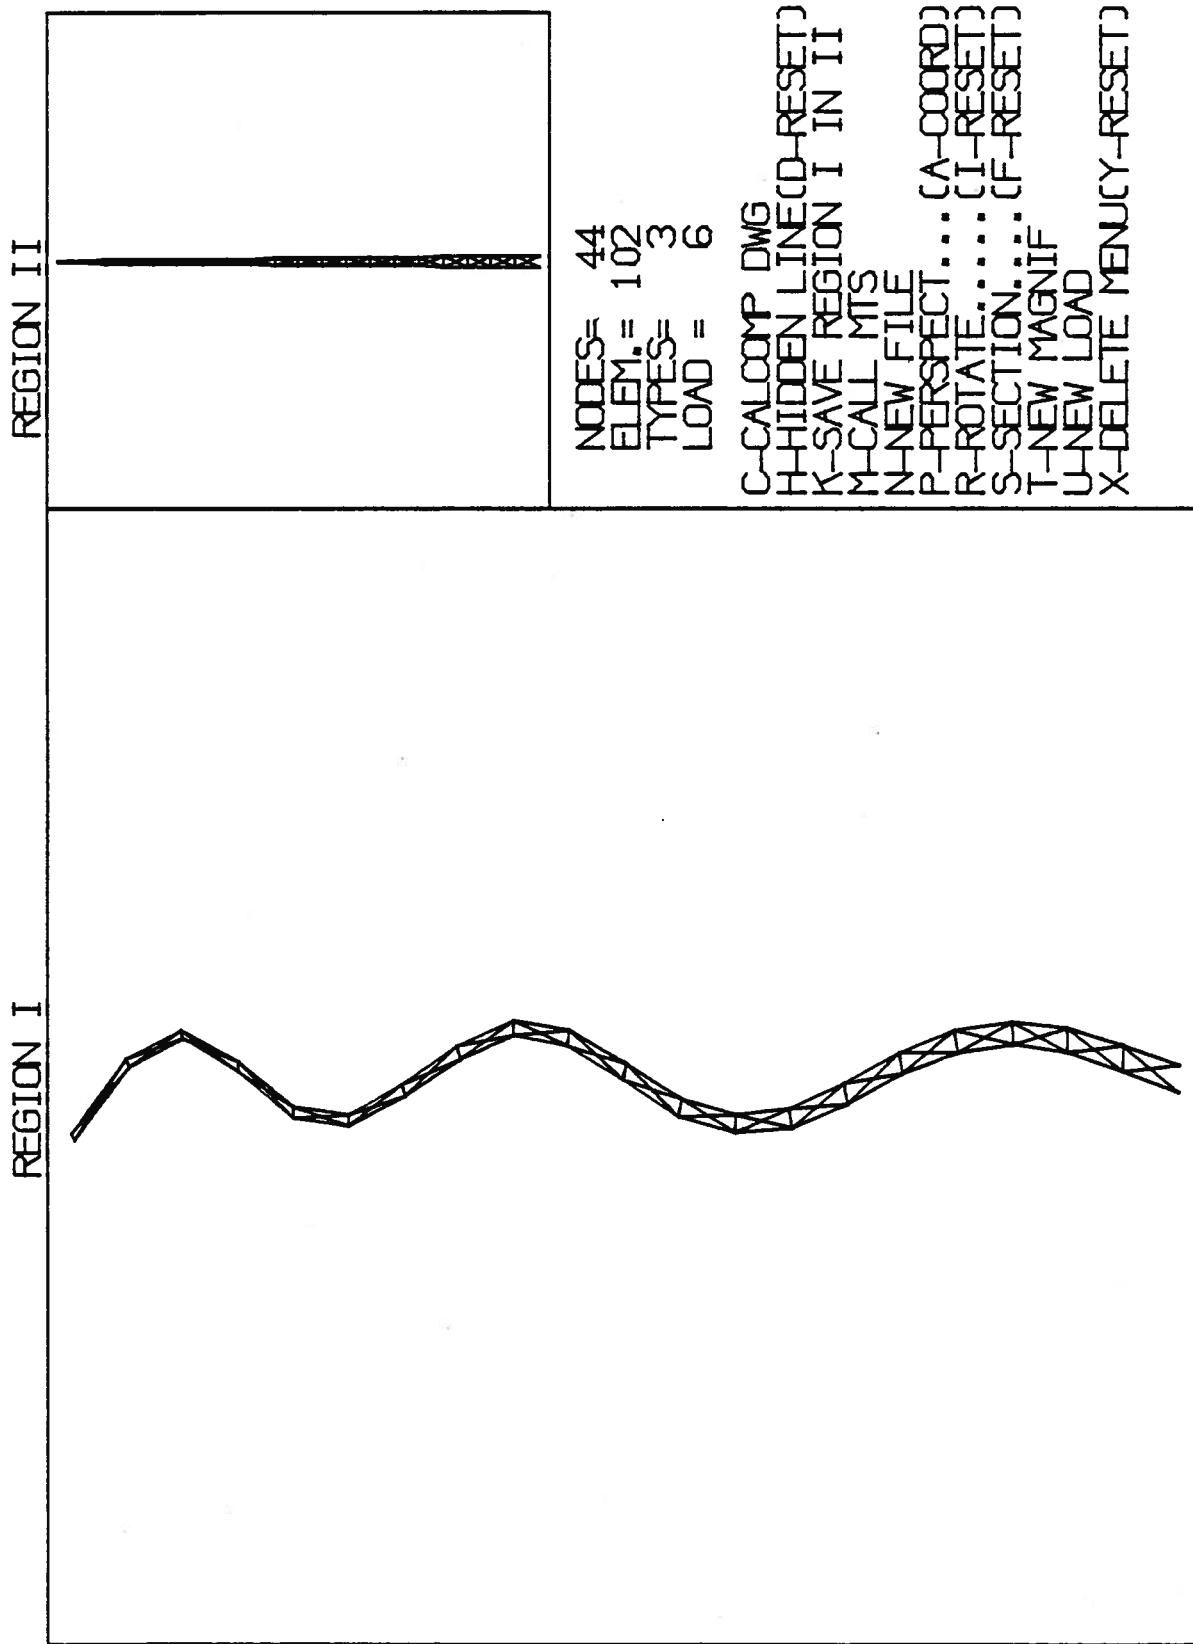 REGION I
REGION II
NODES= 44
ELEM.= 102
TYPES= 3
LOAD = 6
C-CALCOMP DWG
H-HIDDEN LINE(D-RESET)
K-SAVE REGION I IN II
M-CALL MTS
N-NEW FILE
P-PERSPECT... (A-COORD)
R-ROTATE..... (I-RESET)
S-SECTION.... (F-RESET)
T-NEW MAGNIF
U-NEW LOAD
X-DELETE MENU(Y-RESET)